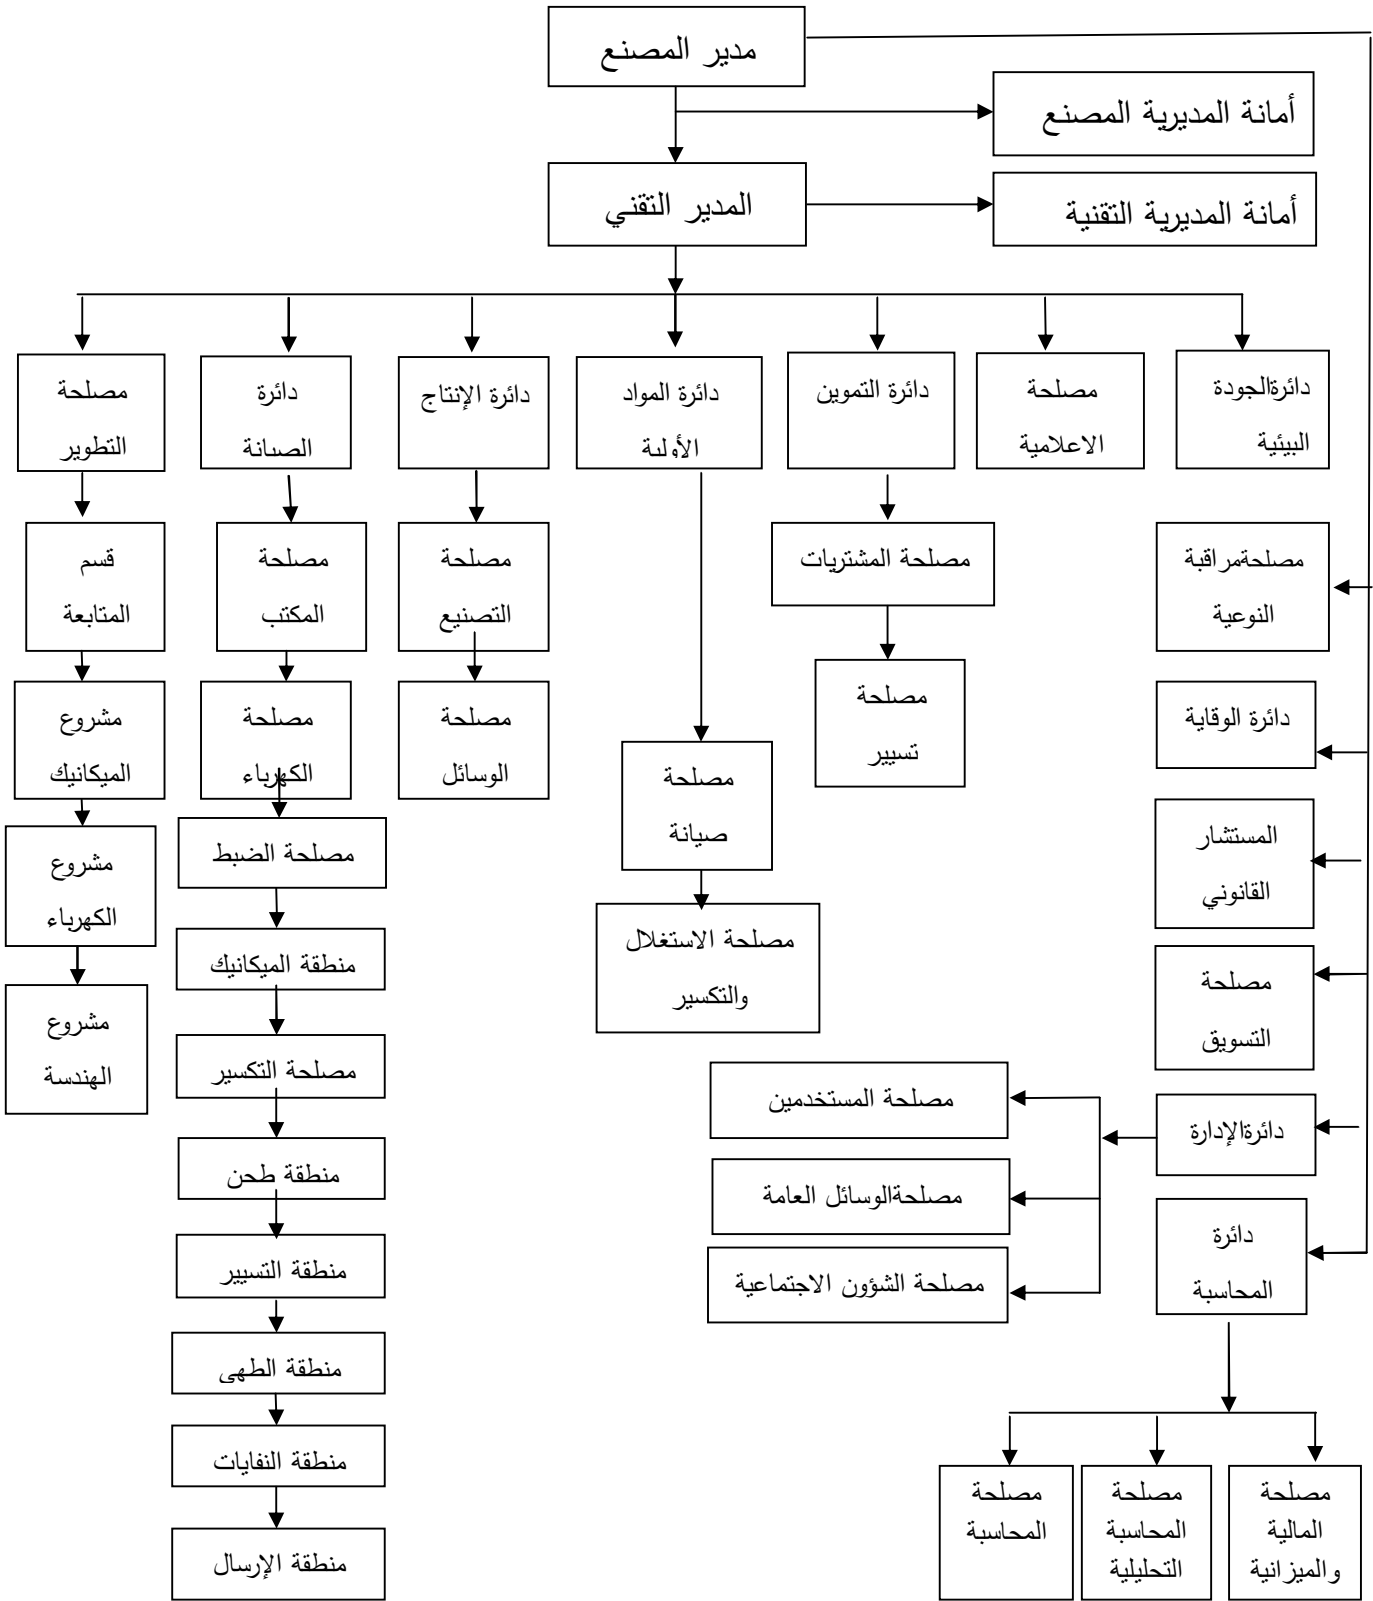 مدير المصنع
أمانة المديرية المصنع
المدير التقني
أمانة المديرية التقنية
دائرةالجودة
البيئية
مصلحة
الاعلامية
دائرة التموين
دائرة المواد
الأولية
دائرة الإنتاج
دائرة
الصيانة
مصلحة
التطوير
مصلحةمراقبة
النوعية
مصلحة المشتريات
مصلحة
التصنيع
مصلحة
المكتب
قسم
المتابعة
دائرة الوقاية
مصلحة
تسيير
مصلحة
صيانة
مصلحة
الوسائل
مصلحة
الكهرباء
مشروع
الميكانيك
المستشار
القانوني
مصلحة الضبط
مشروع
الكهرباء
مصلحة الاستغلال
والتكسير
منطقة الميكانيك
مصلحة
التسويق
مشروع
الهندسة
مصلحة التكسير
مصلحة المستخدمين
دائرةالإدارة
منطقة طحن
مصلحةالوسائل العامة
دائرة
المحاسبة
منطقة التسيير
مصلحة الشؤون الاجتماعية
منطقة الطهي
منطقة النفايات
مصلحة
المالية
والميزانية
مصلحة
المحاسبة
التحليلية
مصلحة
المحاسبة
منطقة الإرسال